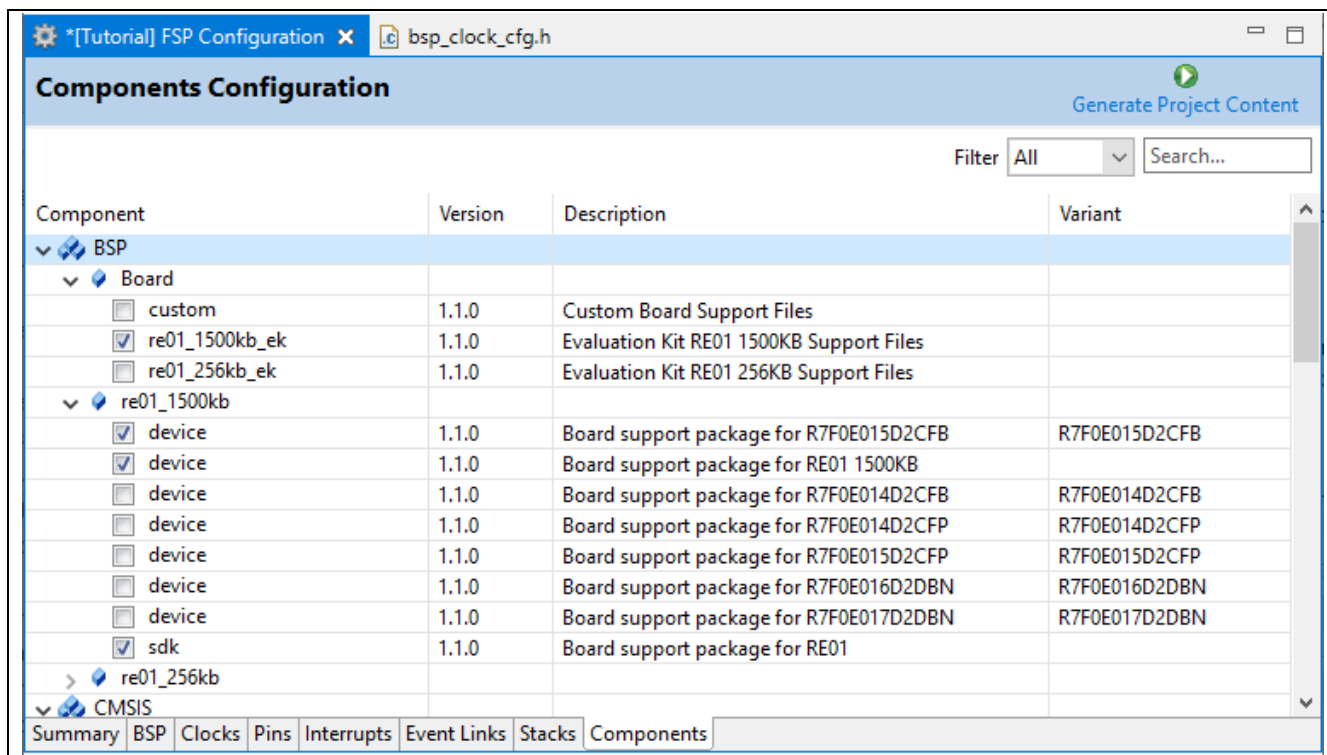 *[Tutorial] FSP Configuration bsp_clock_cfg.h
Components Configuration
Generate Project Content
Filter All Search...
Component Version Description Variant
BSP
Board
custom 1.1.0 Custom Board Support Files
re01_1500kb_ek 1.1.0 Evaluation Kit RE01 1500KB Support Files
re01_256kb_ek 1.1.0 Evaluation Kit RE01 256KB Support Files
re01_1500kb
device 1.1.0 Board support package for R7F0E015D2CFB R7F0E015D2CFB
device 1.1.0 Board support package for RE01 1500KB
device 1.1.0 Board support package for R7F0E014D2CFB R7F0E014D2CFB
device 1.1.0 Board support package for R7F0E014D2CFP R7F0E014D2CFP
device 1.1.0 Board support package for R7F0E015D2CFP R7F0E015D2CFP
device 1.1.0 Board support package for R7F0E016D2DBN R7F0E016D2DBN
device 1.1.0 Board support package for R7F0E017D2DBN R7F0E017D2DBN
sdk 1.1.0 Board support package for RE01
re01_256kb
CMSIS
Summary BSP Clocks Pins Interrupts Event Links Stacks Components